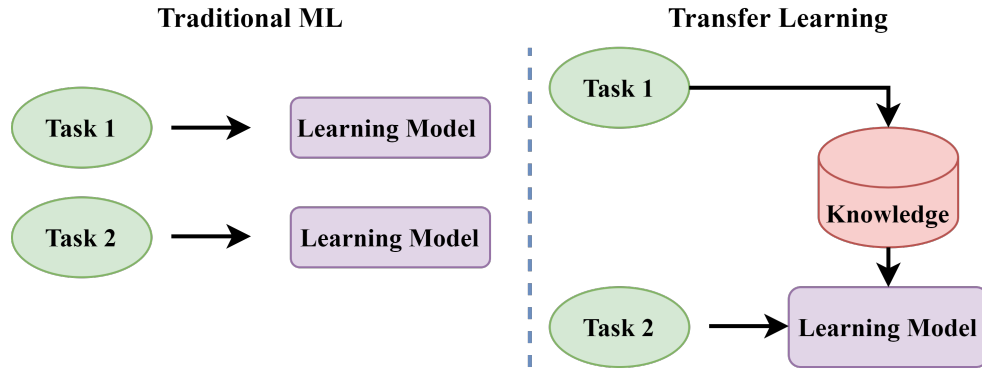 Traditional ML
Task 1
Learning Model
Task 2
Learning Model
Transfer Learning
Task 1
Knowledge
Task 2
Learning Model